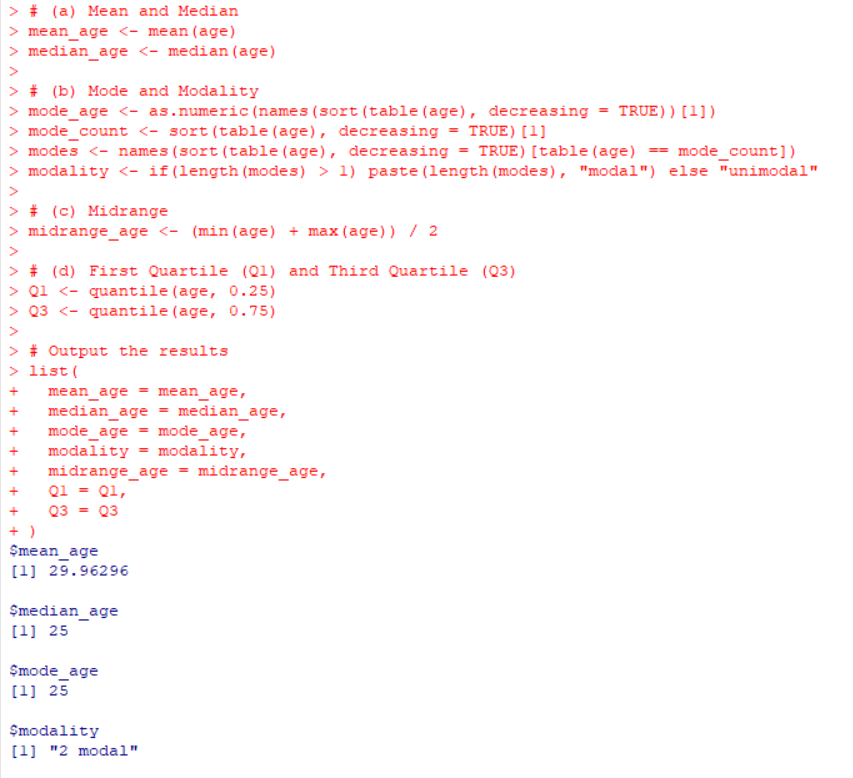 > # (a) Mean and Median
> mean_age <- mean(age)
> median_age <- median(age)
>
> # (b) Mode and Modality
> mode_age <- as.numeric(names(sort(table(age), decreasing = TRUE))[1])
> mode_count <- sort(table(age), decreasing = TRUE)[1]
> modes <- names(sort(table(age), decreasing = TRUE)[table(age) == mode_count])
> modality <- if(length(modes) > 1) paste(length(modes), "modal") else "unimodal"
>
> # (c) Midrange
> midrange_age <- (min(age) + max(age)) / 2
>
> # (d) First Quartile (Q1) and Third Quartile (Q3)
> Q1 <- quantile(age, 0.25)
> Q3 <- quantile(age, 0.75)
>
> # Output the results
> list(
+   mean_age = mean_age,
+   median_age = median_age,
+   mode_age = mode_age,
+   modality = modality,
+   midrange_age = midrange_age,
+   Q1 = Q1,
+   Q3 = Q3
+ )
$mean_age
[1] 29.96296

$median_age
[1] 25

$mode_age
[1] 25

$modality
[1] "2 modal"